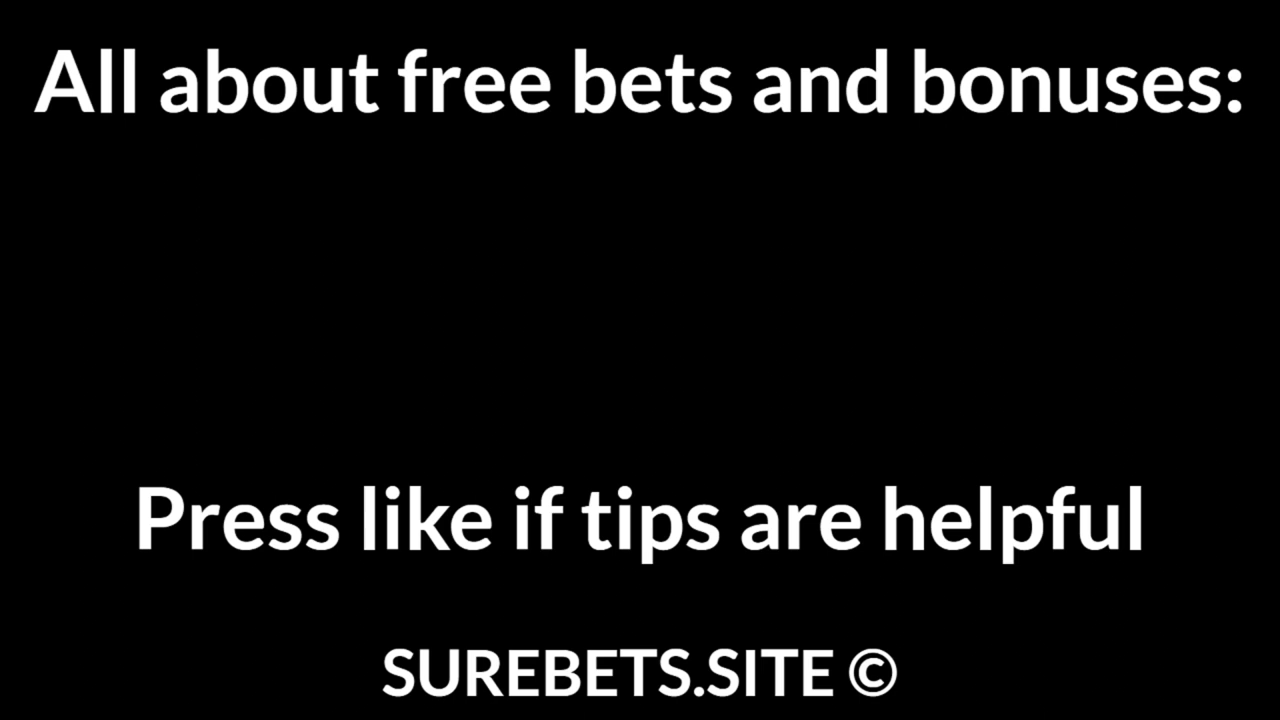 All about free bets and bonuses:
Press like if tips are helpful
SUREBETS.SITE ©